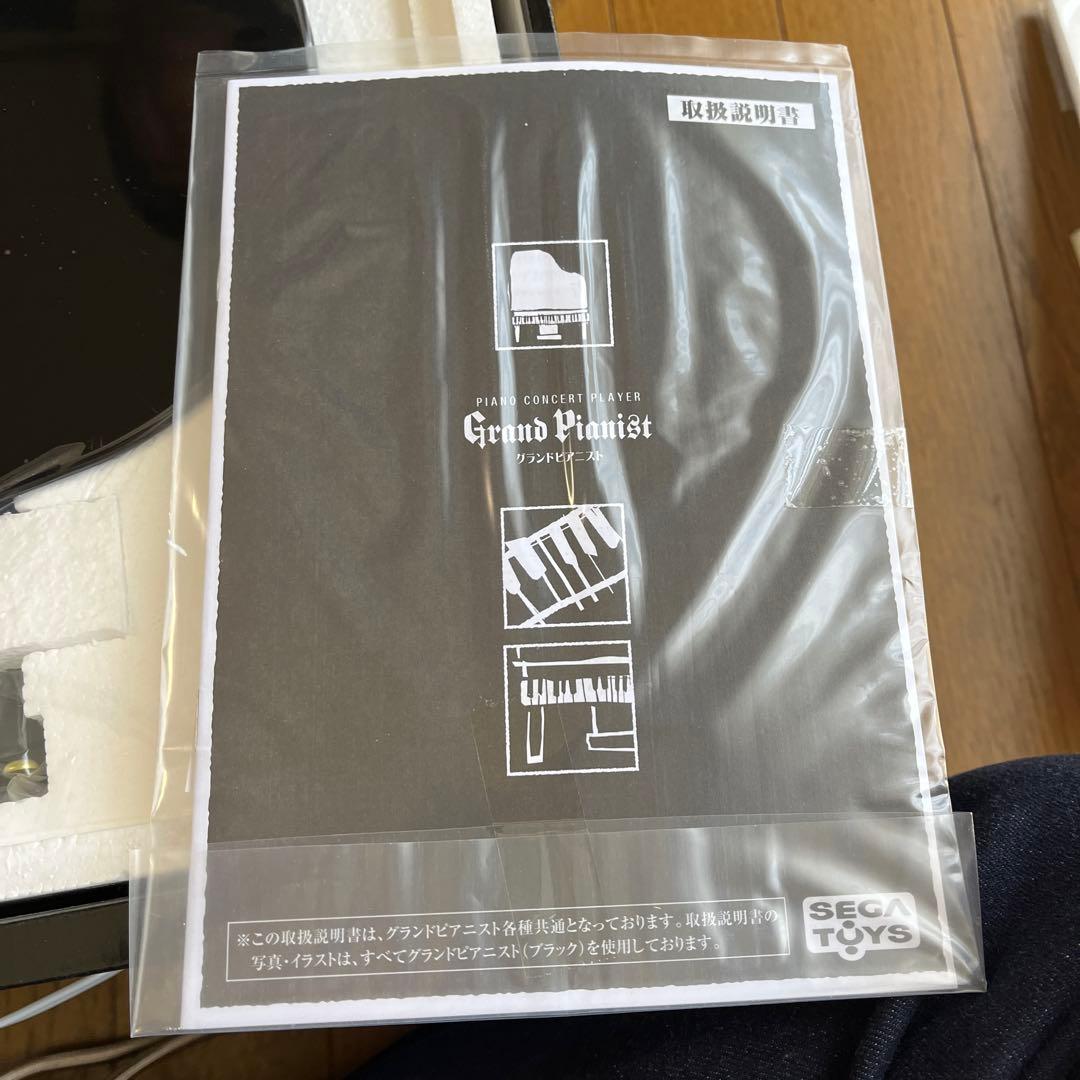 取扱説明書
PIANO CONCERT PLAYER
Grand Pianist
グランドピアニスト
※この取扱説明書は、グランドピアニスト各種共通となっております。取扱説明書の
写真・イラストは、すべてグランドピアニスト(ブラック)を使用しております。
SEGA
TOYS